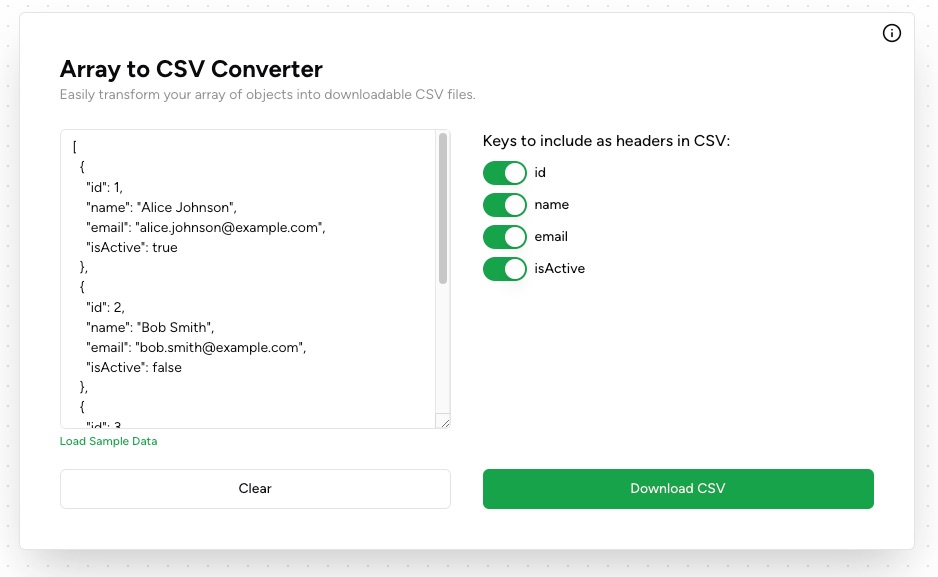 Array to CSV Converter
Easily transform your array of objects into downloadable CSV files.
[
{
"id": 1,
"name": "Alice Johnson",
"email": "alice.johnson@example.com",
"isActive": true
},
{
"id": 2,
"name": "Bob Smith",
"email": "bob.smith@example.com",
"isActive": false
},
{
"id": 3
Load Sample Data
Clear
Keys to include as headers in CSV:
id
name
email
isActive
Download CSV